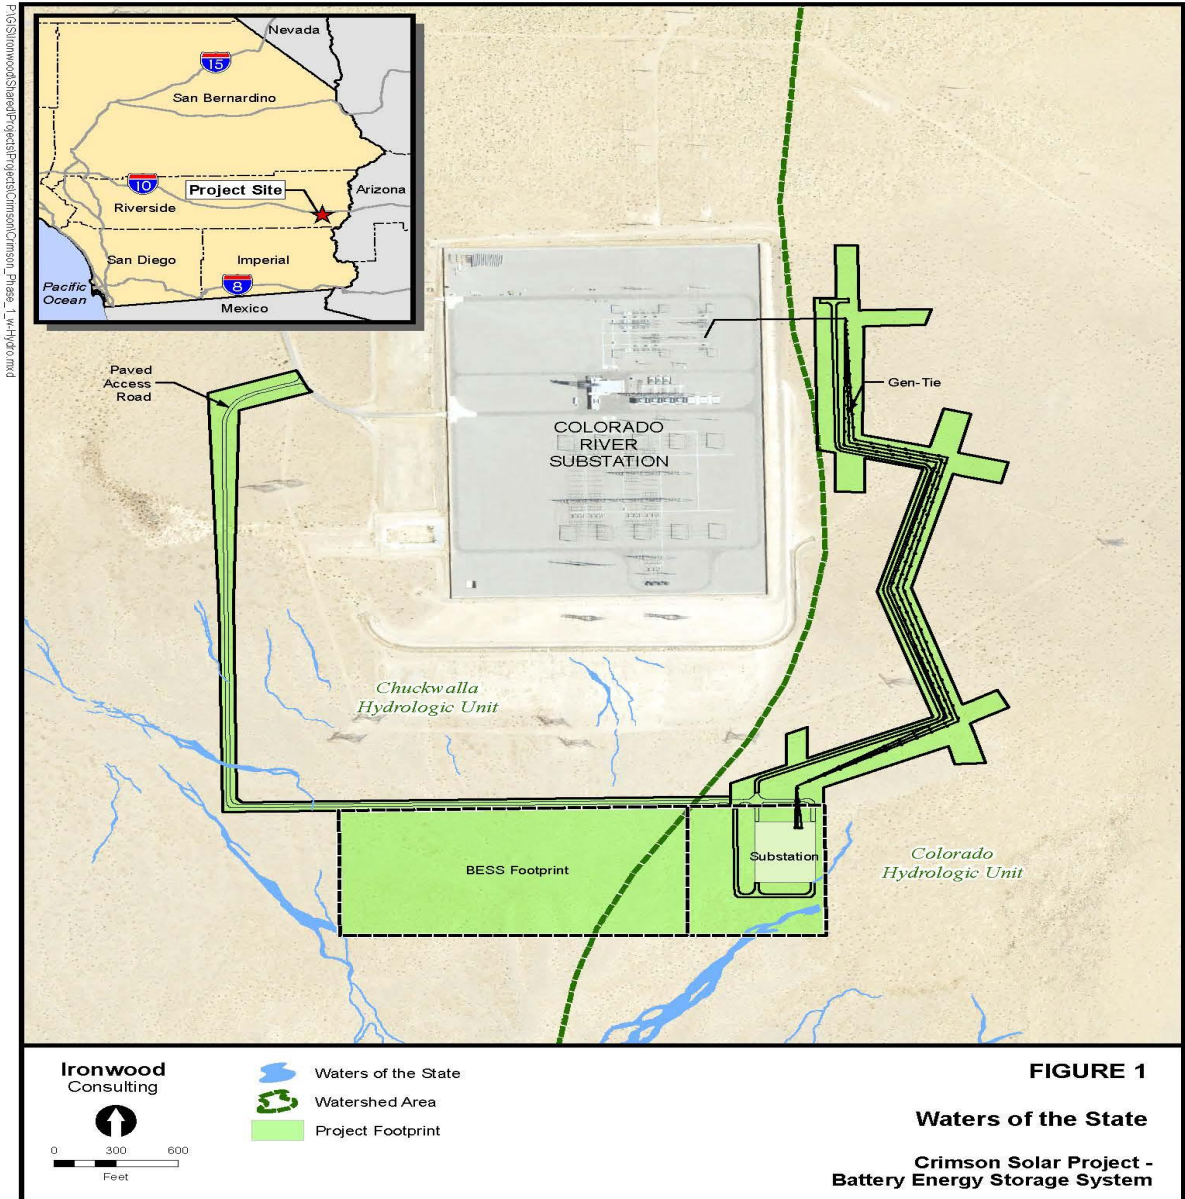 P:\GIS\Ironwood\Shared\Projects\Projects\Crimson\Crimson_Phase_1_w-Hydro.mxd
Nevada
15
San Bernardino
10
Project Site
Arizona
Riverside
San Diego
Imperial
Pacific
Ocean
8
Mexico
Paved
Access
Road
Gen-Tie
COLORADO
RIVER
SUBSTATION
Chuckwalla
Hydrologic Unit
BESS Footprint
Substation
Colorado
Hydrologic Unit
Ironwood
Consulting
0 300 600
Feet
Waters of the State
Watershed Area
Project Footprint
FIGURE 1
Waters of the State
Crimson Solar Project -
Battery Energy Storage System